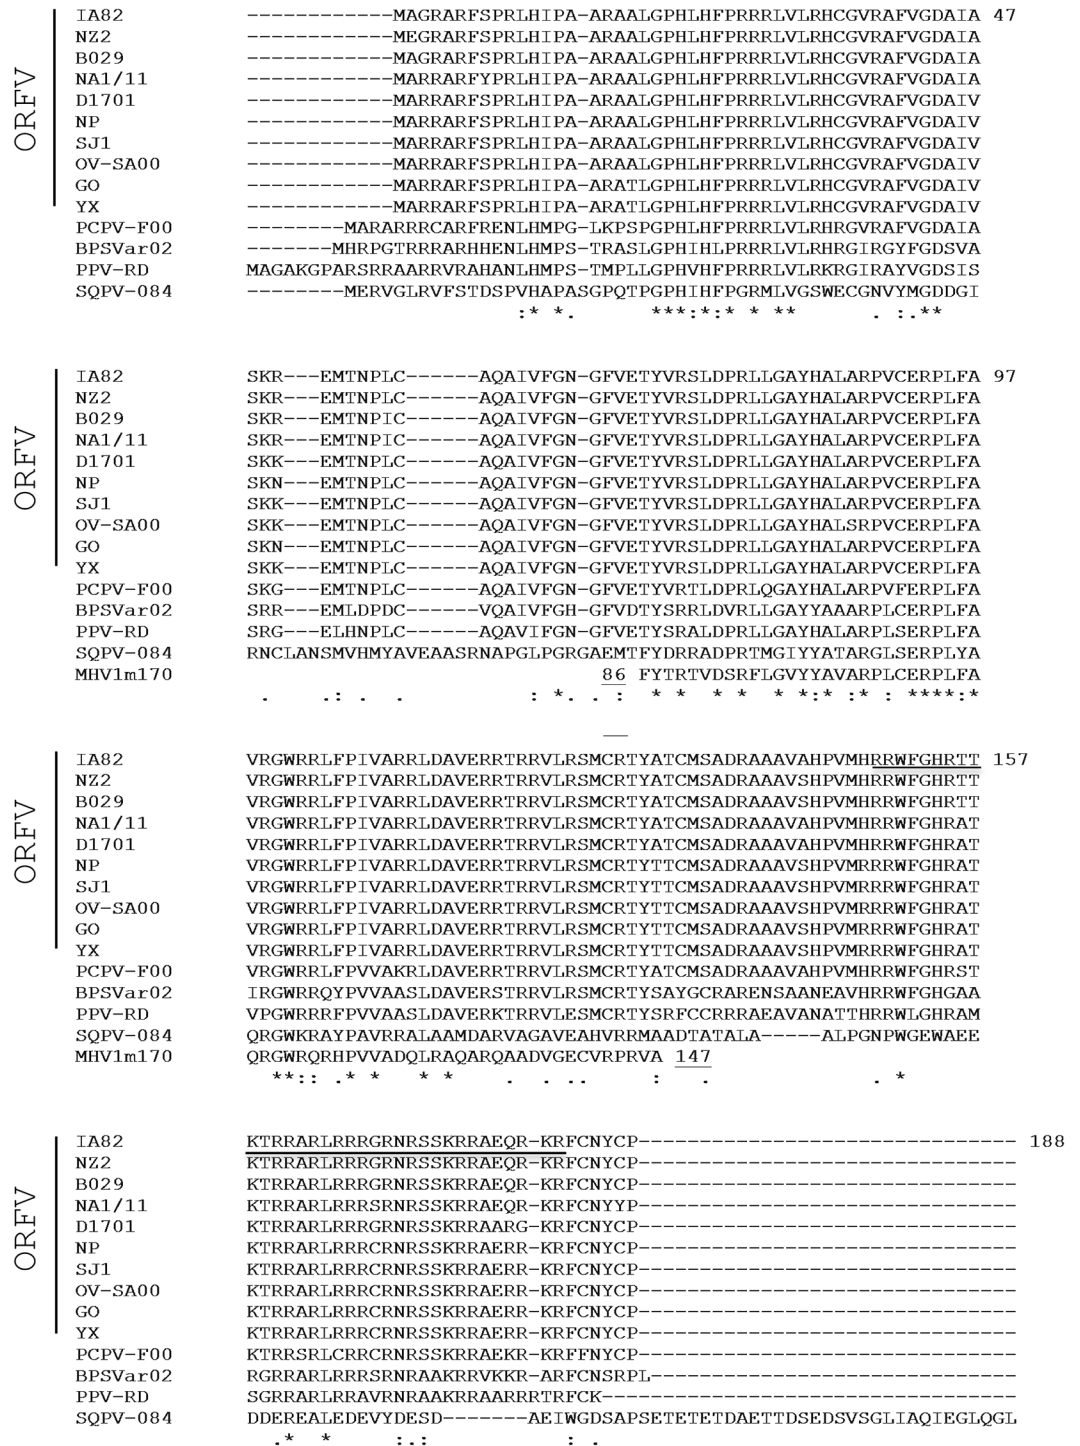 ORFV
IA82 ------------MAGRARFSPRLHIPA-ARAALGPHLHFPRRRLVLRHCGVRAFVGDAIA 47
NZ2 ------------MEGRARFSPRLHIPA-ARAALGPHLHFPRRRLVLRHCGVRAFVGDAIA
B029 ------------MAGRARFSPRLHIPA-ARAALGPHLHFPRRRLVLRHCGVRAFVGDAIA
NA1/11 ------------MARRARFYPRLHIPA-ARAALGPHLHFPRRRLVLRHCGVRAFVGDAIA
D1701 ------------MARRARFSPRLHIPA-ARAALGPHLHFPRRRLVLRHCGVRAFVGDAIV
NP ------------MARRARFSPRLHIPA-ARAALGPHLHFPRRRLVLRHCGVRAFVGDAIV
SJ1 ------------MARRARFSPRLHIPA-ARAALGPHLHFPRRRLVLRHCGVRAFVGDAIV
OV-SA00 ------------MARRARFSPRLHIPA-ARAALGPHLHFPRRRLVLRHCGVRAFVGDAIV
GO ------------MARRARFSPRLHIPA-ARATLGPHLHFPRRRLVLRHCGVRAFVGDAIV
YX ------------MARRARFSPRLHIPA-ARATLGPHLHFPRRRLVLRHCGVRAFVGDAIV
PCPV-F00 --------MARARRRCARFRENLHMPG-LKPSPGPHLHFPRRRLVLRHRGVRAFVGDAIA
BPSVar02 -------MHRPGTRRRARHHENLHMPS-TRASLGPHIHLPRRRLVLRHRGIRGYFGDSVA
PPV-RD MAGAKGPARSRRAARRVRAHANLHMPS-TMPLLGPHVHFPRRRLVLRKRGIRAYVGDSIS
SQPV-084 --------MERVGLRVFSTDSPVHAPASGPQTPGPHIHFPGRMLVGSWECGNVYMGDDGI
:* *. ***:*:* * ** . :.**
ORFV
IA82 SKR---EMTNPLC------AQAIVFGN-GFVETYVRSLDPRLLGAYHALARPVCERPLFA 97
NZ2 SKR---EMTNPLC------AQAIVFGN-GFVETYVRSLDPRLLGAYHALARPVCERPLFA
B029 SKR---EMTNPIC------AQAIVFGN-GFVETYVRSLDPRLLGAYHALARPVCERPLFA
NA1/11 SKR---EMTNPIC------AQAIVFGN-GFVETYVRSLDPRLLGAYHALARPVCERPLFA
D1701 SKK---EMTNPLC------AQAIVFGN-GFVETYVRSLDPRLLGAYHALARPVCERPLFA
NP SKN---EMTNPLC------AQAIVFGN-GFVETYVRSLDPRLLGAYHALARPVCERPLFA
SJ1 SKK---EMTNPLC------AQAIVFGN-GFVETYVRSLDPRLLGAYHALARPVCERPLFA
OV-SA00 SKK---EMTNPLC------AQAIVFGN-GFVETYVRSLDPRLLGAYHALSRPVCERPLFA
GO SKN---EMTNPLC------AQAIVFGN-GFVETYVRSLDPRLLGAYHALARPVCERPLFA
YX SKK---EMTNPLC------AQAIVFGN-GFVETYVRSLDPRLLGAYHALARPVCERPLFA
PCPV-F00 SKG---EMTNPLC------AQAIVFGN-GFVETYVRTLDPRLQGAYHALARPVFERPLFA
BPSVar02 SRR---EMLDPDC------VQAIVFGH-GFVDTYSRRLDVRLLGAYYAAARPLCERPLFA
PPV-RD SRG---ELHNPLC------AQAVIFGN-GFVETYSRALDPRLLGAYHALARPLSERPLFA
SQPV-084 RNCLANSMVHMYAVEAASRNAPGLPGRGAEMTFYDRRADPRTMGIYYATARGLSERPLYA
MHV1m170 86 FYTRTVDSRFLGVYYAVARPLCERPLFA
. .: . . : *. . : * * * * * *:* :* : ****:*
ORFV
IA82 VRGWRRLFPIVARRLDAVERRTRRVLRSMCRTYATCMSADRAAAVAHPVMHRRWFGHRTT 157
NZ2 VRGWRRLFPIVARRLDAVERRTRRVLRSMCRTYATCMSADRAAAVSHPVMHRRWFGHRTT
B029 VRGWRRLFPIVARRLDAVERRTRRVLRSMCRTYATCMSADRAAAVSHPVMHRRWFGHRTT
NA1/11 VRGWRRLFPIVARRLDAVERRTRRVLRSMCRTYATCMSADRAAAVAHPVMHRRWFGHRAT
D1701 VRGWRRLFPIVARRLDAVERRTRRVLRSMCRTYATCMSADRAAAVAHPVMHRRWFGHRAT
NP VRGWRRLFPIVARRLDAVERRTRRVLRSMCRTYTTCMSADRAAAVSHPVMRRRWFGHRAT
SJ1 VRGWRRLFPIVARRLDAVERRTRRVLRSMCRTYTTCMSADRAAAVSHPVMRRRWFGHRAT
OV-SA00 VRGWRRLFPIVARRLDAVERRTRRVLRSMCRTYTTCMSADRAAAVSHPVMRRRWFGHRAT
GO VRGWRRLFPIVARRLDAVERRTRRVLRSMCRTYTTCMSADRAAAVSHPVMRRRWFGHRAT
YX VRGWRRLFPIVARRLDAVERRTRRVLRSMCRTYTTCMSADRAAAVSHPVMRRRWFGHRAT
PCPV-F00 VRGWRRLFPVVAKRLDAVERRTRRVLRSMCRTYATCMSADRAAAVAHPVMHRRWFGHRST
BPSVar02 IRGWRRQYPVVAASLDAVERSTRRVLRSMCRTYSAYGCRARENSAANEAVHRRWFGHGAA
PPV-RD VPGWRRLFPVVAASLDAVERKTRRVLESMCRTYSRFCCRRRAEAVANATTHRRWLGHRAM
SQPV-084 QRGWKRAYPAVRRALAAMDARVAGAVEAHVRRMAADTATALA-----ALPGNPWGEWAEE
MHV1m170 QRGWRQRHPVVADQLRAQARQAADVGECVRPRVA 147
**:: .* * * * . . .. : . . *
ORFV
IA82 KTRRARLRRRGRNRSSKRRAEQR-KRFCNYCP------------------------------- 188
NZ2 KTRRARLRRRGRNRSSKRRAEQR-KRFCNYCP-------------------------------
B029 KTRRARLRRRGRNRSSKRRAEQR-KRFCNYCP-------------------------------
NA1/11 KTRRARLRRRSRNRSSKRRAEQR-KRFCNYYP-------------------------------
D1701 KTRRARLRRRGRNRSSKRRAARG-KRFCNYCP-------------------------------
NP KTRRARLRRRCRNRSSKRRAERR-KRFCNYCP-------------------------------
SJ1 KTRRARLRRRCRNRSSKRRAERR-KRFCNYCP-------------------------------
OV-SA00 KTRRARLRRRCRNRSSKRRAERR-KRFCNYCP-------------------------------
GO KTRRARLRRRCRNRSSKRRAERR-KRFCNYCP-------------------------------
YX KTRRARLRRRCRNRSSKRRAERR-KRFCNYCP-------------------------------
PCPV-F00 KTRRSRLCRRCRNRSSKRRAEKR-KRFFNYCP-------------------------------
BPSVar02 RGRRARLRRRSRNRAAKRRVKKR-ARFCNSRPL------------------------------
PPV-RD SGRRARLRRRAVRNRAAKRRAARRRTRFCK----------------------------------
SQPV-084 DDEREREALEDEVYDESD-------AEIWGDSAPSETETETDAETTDSEDSVSGLIAQIEGLQGL
.* * :.: : .